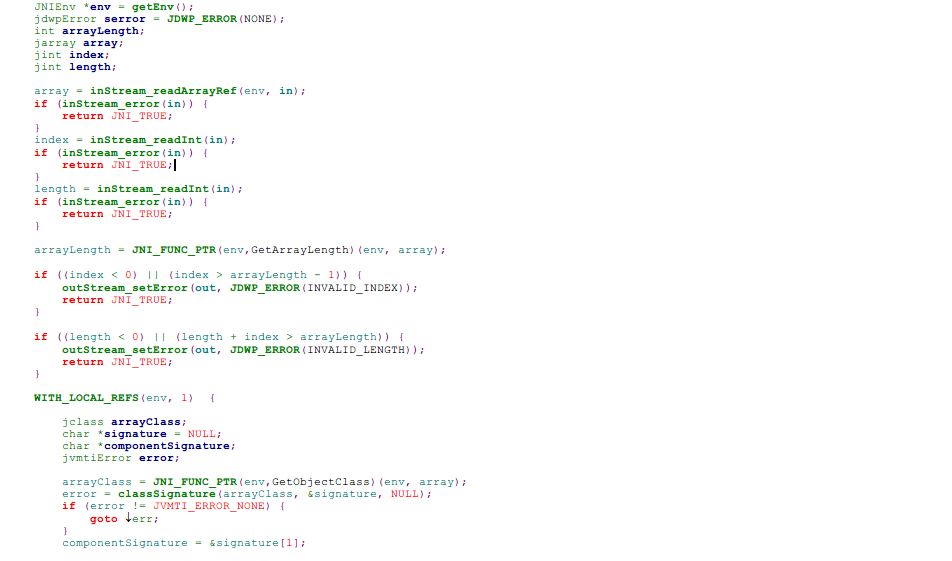 JNIEnv *env = getEnv();
jdwpError serror = JDWP_ERROR(NONE);
int arrayLength;
jarray array;
jint index;
jint length;
array = inStream_readArrayRef(env, in);
if (inStream_error(in)) {
return JNI_TRUE;
}
index = inStream_readInt(in);
if (inStream_error(in)) {
return JNI_TRUE;
}
length = inStream_readInt(in);
if (inStream_error(in)) {
return JNI_TRUE;
}
arrayLength = JNI_FUNC_PTR(env,GetArrayLength)(env, array);
if ((index < 0) || (index > arrayLength - 1)) {
outStream_setError(out, JDWP_ERROR(INVALID_INDEX));
return JNI_TRUE;
}
if ((length < 0) || (length + index > arrayLength)) {
outStream_setError(out, JDWP_ERROR(INVALID_LENGTH));
return JNI_TRUE;
}
WITH_LOCAL_REFS(env, 1) {
jclass arrayClass;
char *signature = NULL;
char *componentSignature;
jvmtiError error;
arrayClass = JNI_FUNC_PTR(env,GetObjectClass)(env, array);
error = classSignature(arrayClass, &signature, NULL);
if (error != JVMTI_ERROR_NONE) {
goto ↓err;
}
componentSignature = &signature[1];